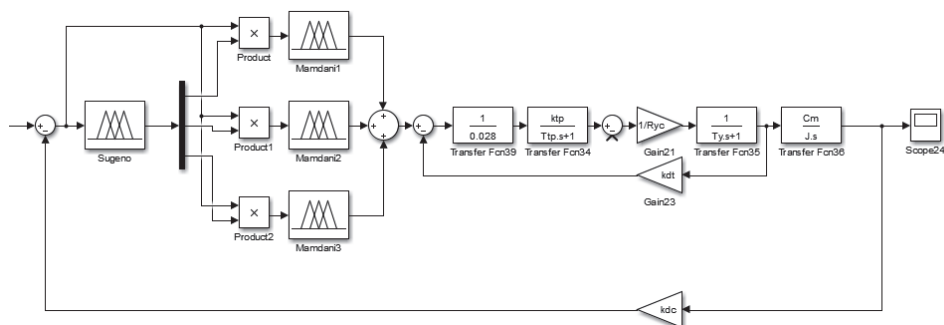 Sugeno
×
Product
×
Product1
×
Product2
Mamdani1
Mamdani2
Mamdani3
1
0.028
Transfer Fcn39
ktp
Ttp.s+1
Transfer Fcn34
1/Ryc
Gain21
1
Ty.s+1
Transfer Fcn35
Cm
J.s
Transfer Fcn36
Scope24
kdt
Gain23
kdc